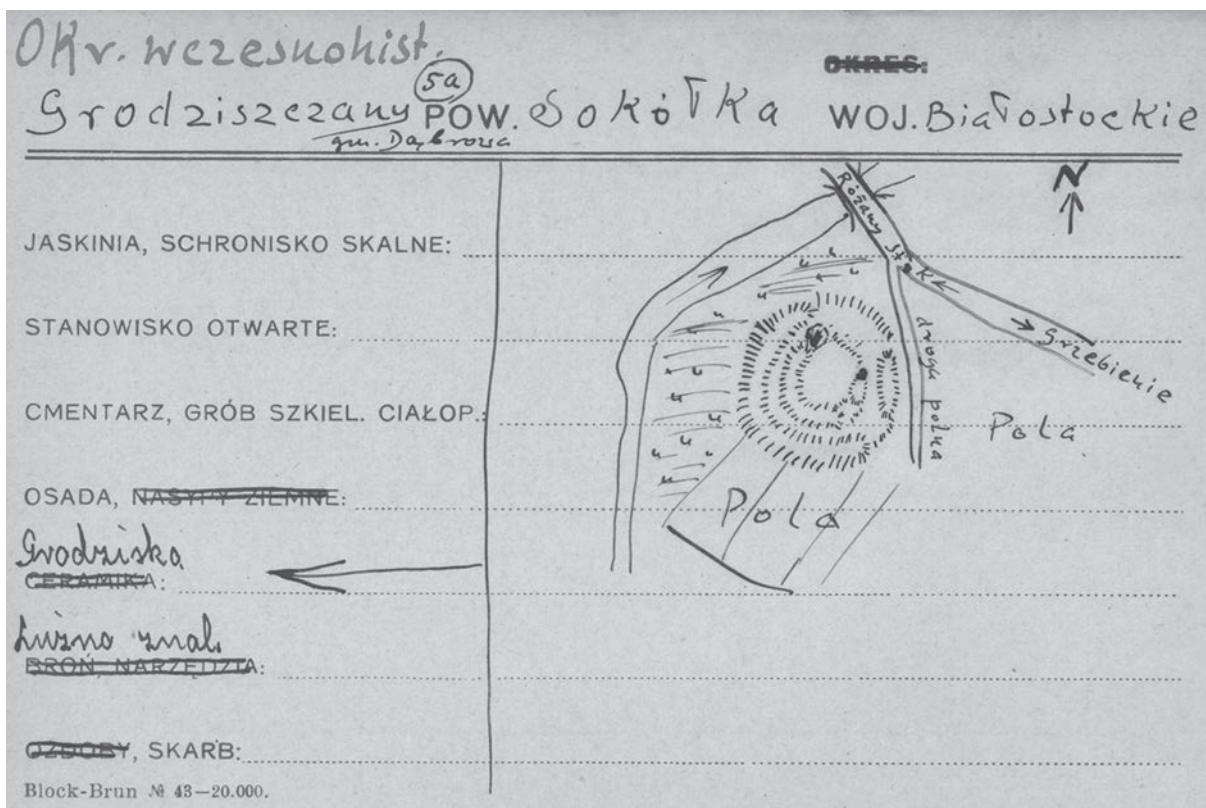 OKr. wczesnohist.
OKRES:
5a
Grodziszczany POW. Sokółka WOJ. Białostockie
gm. Dąbrowa
N
JASKINIA, SCHRONISKO SKALNE:
Różany Stok
STANOWISKO OTWARTE:
Grzebienie
droga polna
CMENTARZ, GRÓB SZKIEL. CIAŁOP.:
Pola
OSADA, NASYPY ZIEMNE:
Pola
Grodzisko
CERAMIKA:
Luźno znal.
BROŃ, NARZĘDZIA:
OZDOBY, SKARB:
Block-Brun № 43—20.000.